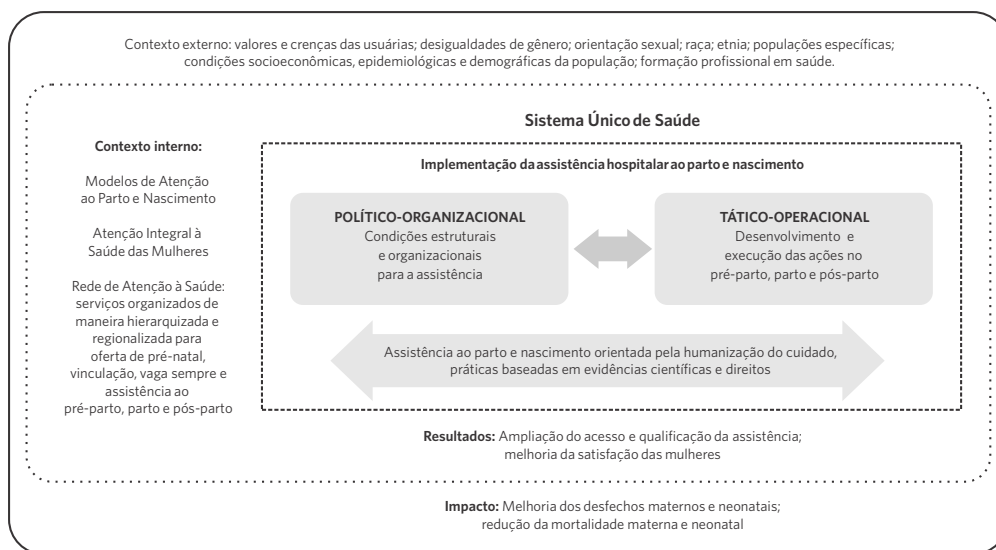 Contexto externo: valores e crenças das usuárias; desigualdades de gênero; orientação sexual; raça; etnia; populações específicas;
condições socioeconômicas, epidemiológicas e demográficas da população; formação profissional em saúde.
Sistema Único de Saúde
Contexto interno:
Modelos de Atenção
ao Parto e Nascimento
Atenção Integral à
Saúde das Mulheres
Rede de Atenção à Saúde:
serviços organizados de
maneira hierarquizada e
regionalizada para
oferta de pré-natal,
vinculação, vaga sempre e
assistência ao
pré-parto, parto e pós-parto
Implementação da assistência hospitalar ao parto e nascimento
POLÍTICO-ORGANIZACIONAL
Condições estruturais
e organizacionais
para a assistência
TÁTICO-OPERACIONAL
Desenvolvimento e
execução das ações no
pré-parto, parto e pós-parto
Assistência ao parto e nascimento orientada pela humanização do cuidado,
práticas baseadas em evidências científicas e direitos
Resultados: Ampliação do acesso e qualificação da assistência;
melhoria da satisfação das mulheres
Impacto: Melhoria dos desfechos maternos e neonatais;
redução da mortalidade materna e neonatal